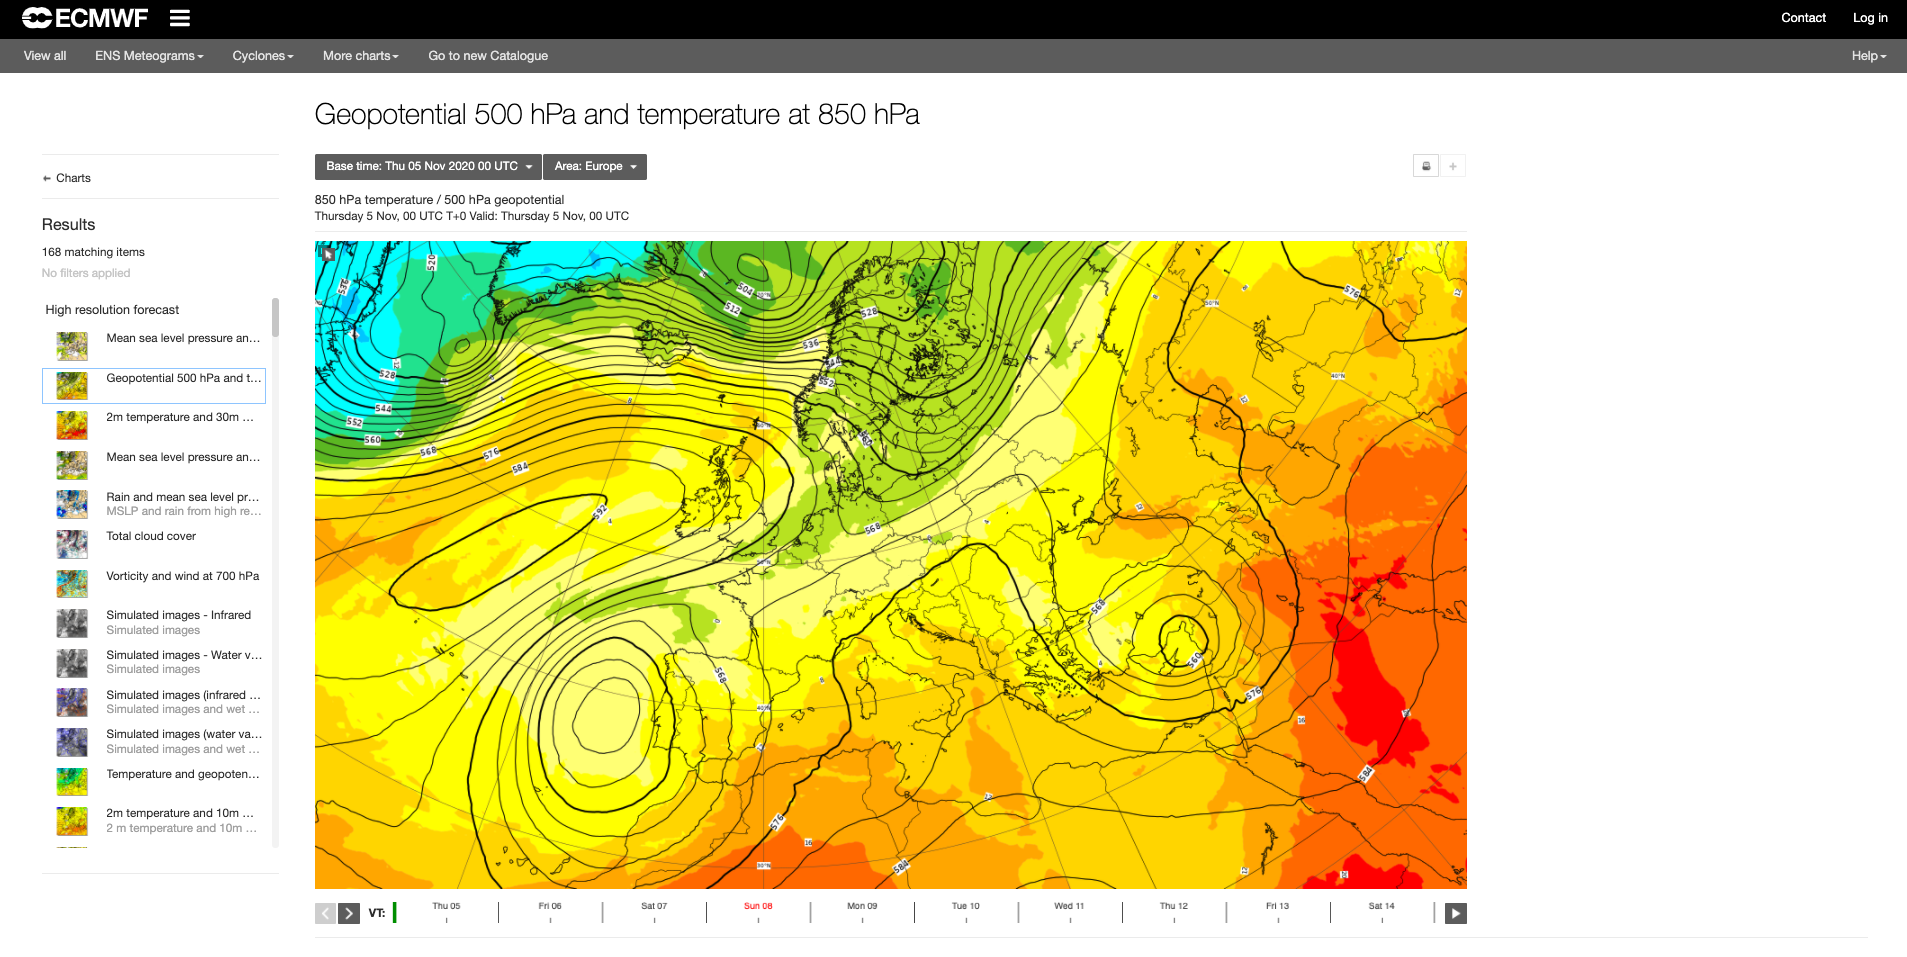 ECMWF
Contact
Log in
View all
ENS Meteograms
Cyclones
More charts
Go to new Catalogue
Help
Geopotential 500 hPa and temperature at 850 hPa
Base time: Thu 05 Nov 2020 00 UTC
Area: Europe
← Charts
850 hPa temperature / 500 hPa geopotential
Thursday 5 Nov, 00 UTC T+0 Valid: Thursday 5 Nov, 00 UTC
Results
168 matching items
No filters applied
High resolution forecast
Mean sea level pressure an...
Geopotential 500 hPa and t...
2m temperature and 30m ...
Mean sea level pressure an...
Rain and mean sea level pr...
MSLP and rain from high re...
Total cloud cover
Vorticity and wind at 700 hPa
Simulated images - Infrared
Simulated images
Simulated images - Water v...
Simulated images
Simulated images (infrared ...
Simulated images and wet ...
Simulated images (water va...
Simulated images and wet ...
Temperature and geopoten...
2m temperature and 10m ...
2 m temperature and 10m ...
520
536
504
512
528
536
552
528
544
552
560
568
576
584
592
568
568
560
576
576
584
576
584
568
50°N
40°N
50°N
40°N
30°N
16
16
12
VT:
Thu 05
Fri 06
Sat 07
Sun 08
Mon 09
Tue 10
Wed 11
Thu 12
Fri 13
Sat 14